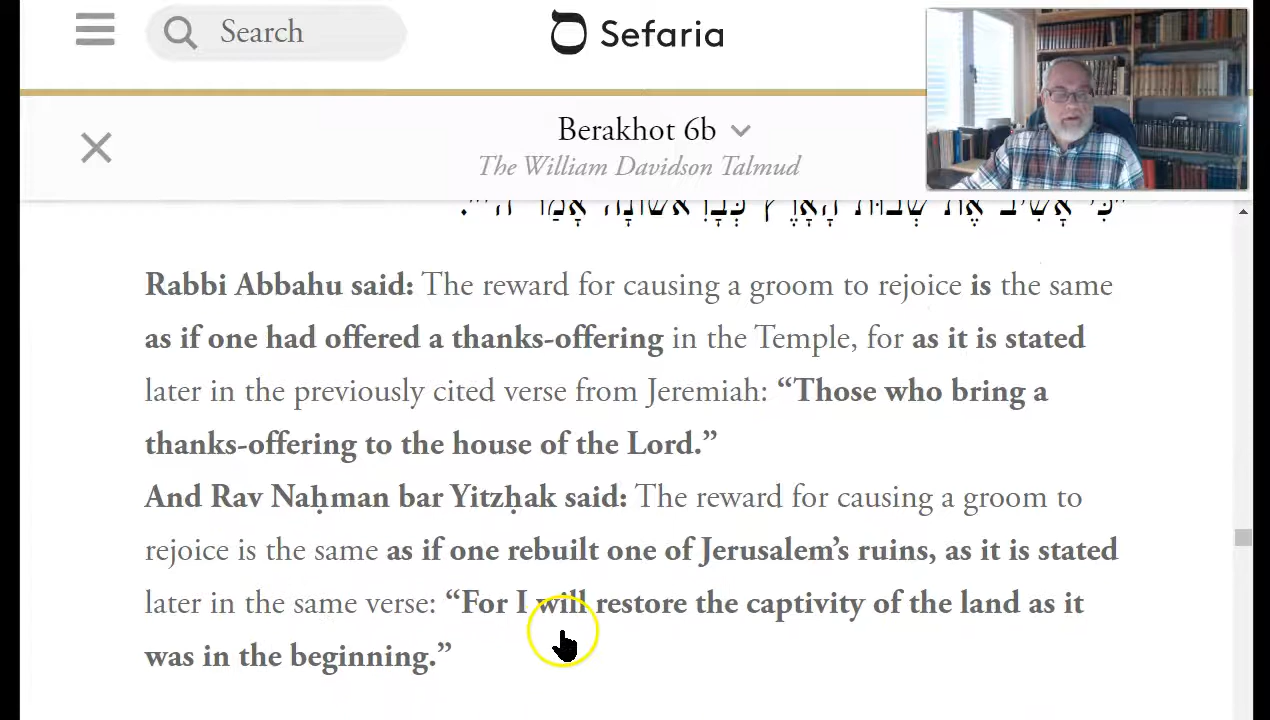 Search
Sefaria
Berakhot 6b
The William Davidson Talmud
"כִּי אָשִׁיב אֶת שְׁבוּת הָאָרֶץ כְּבָרִאשׁוֹנָה אָמַר ה'".
Rabbi Abbahu said: The reward for causing a groom to rejoice is the same
as if one had offered a thanks-offering in the Temple, for as it is stated
later in the previously cited verse from Jeremiah: “Those who bring a
thanks-offering to the house of the Lord.”
And Rav Naḥman bar Yitzḥak said: The reward for causing a groom to
rejoice is the same as if one rebuilt one of Jerusalem’s ruins, as it is stated
later in the same verse: “For I will restore the captivity of the land as it
was in the beginning.”